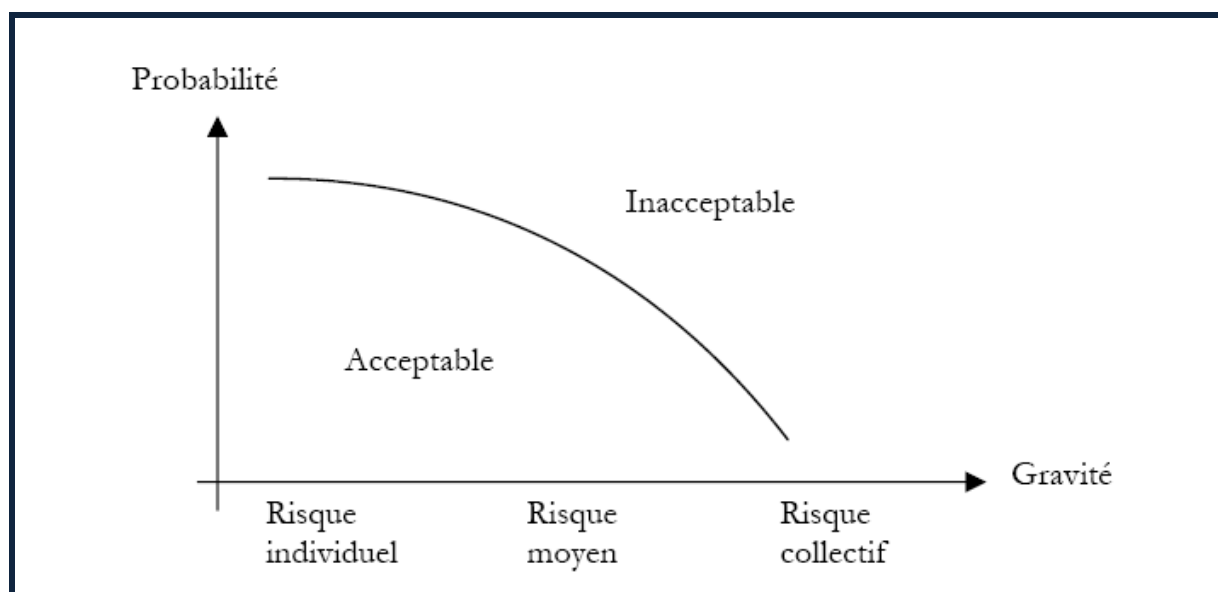 Probabilité
Inacceptable
Acceptable
Gravité
Risque
individuel
Risque
moyen
Risque
collectif